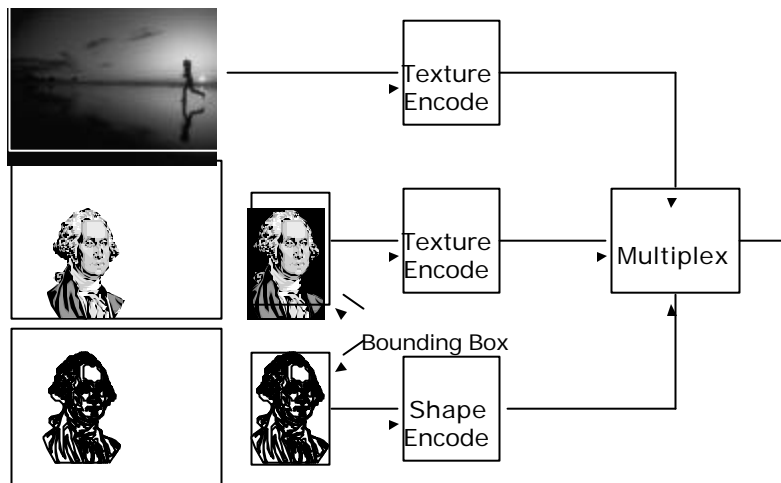 Texture
Encode
Texture
Encode
Multiplex
Bounding Box
Shape
Encode